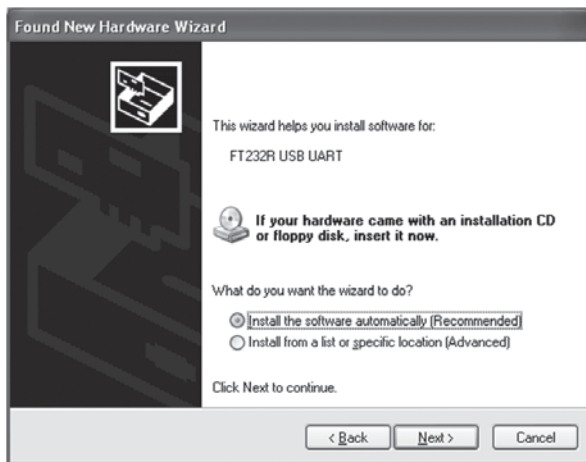 Found New Hardware Wizard
This wizard helps you install software for:
FT232R USB UART
If your hardware came with an installation CD
or floppy disk, insert it now.
What do you want the wizard to do?
Install the software automatically (Recommended)
Install from a list or specific location (Advanced)
Click Next to continue.
< Back
Next >
Cancel